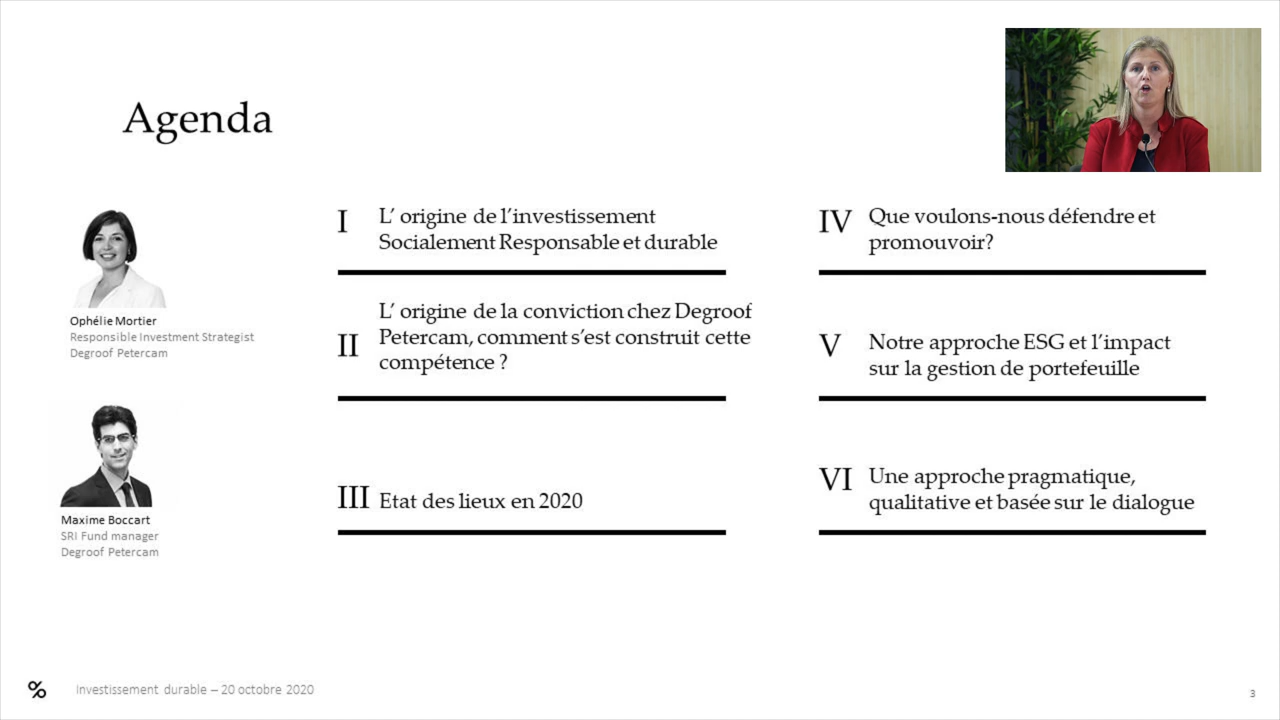 Agenda
Ophélie Mortier
Responsible Investment Strategist
Degroof Petercam
Maxime Boccart
SRI Fund manager
Degroof Petercam
I
L’ origine de l’investissement
Socialement Responsable et durable
II
L’ origine de la conviction chez Degroof
Petercam, comment s’est construit cette
compétence ?
III
Etat des lieux en 2020
IV
Que voulons-nous défendre et
promouvoir?
V
Notre approche ESG et l’impact
sur la gestion de portefeuille
VI
Une approche pragmatique,
qualitative et basée sur le dialogue
Investissement durable – 20 octobre 2020
3